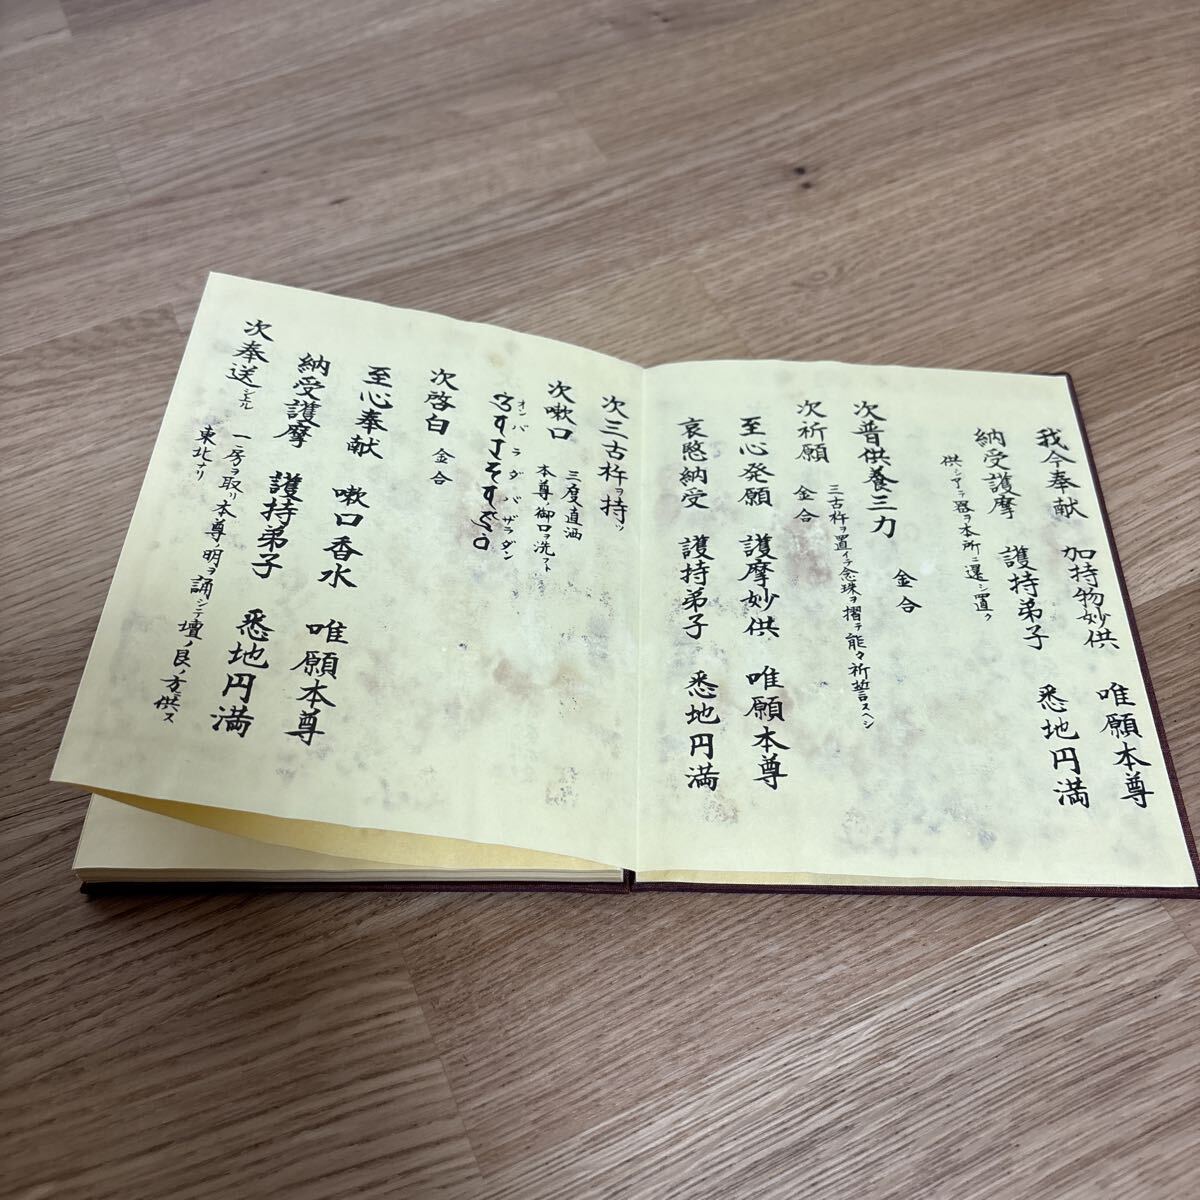 我今奉献　加持物妙供　唯願本尊
納受護摩　護持弟子　悉地円満
供シヤーテ器ヲ本所ニ還シ置ク
次普供養三力　金合
三古杵ヲ置イテ念珠ヲ摺テ能々祈誓スヘシ
次祈願　金合
至心発願　護摩妙供　唯願本尊
哀愍納受　護持弟子　悉地円満
次三古杵ヲ持ツ
次嗽口　三度直洒
本尊ノ御口ヲ洗フト
オン　バ　ラ　ダ　バ　ザラ　ダン
次啓白　金合
至心奉献　嗽口香水　唯願本尊
納受護摩　護持弟子　悉地円満
次奉送シェル　一房ヲ取リ本尊ノ明ヲ誦シテ壇ノ艮ノ方ニ供ス
東北ナリ